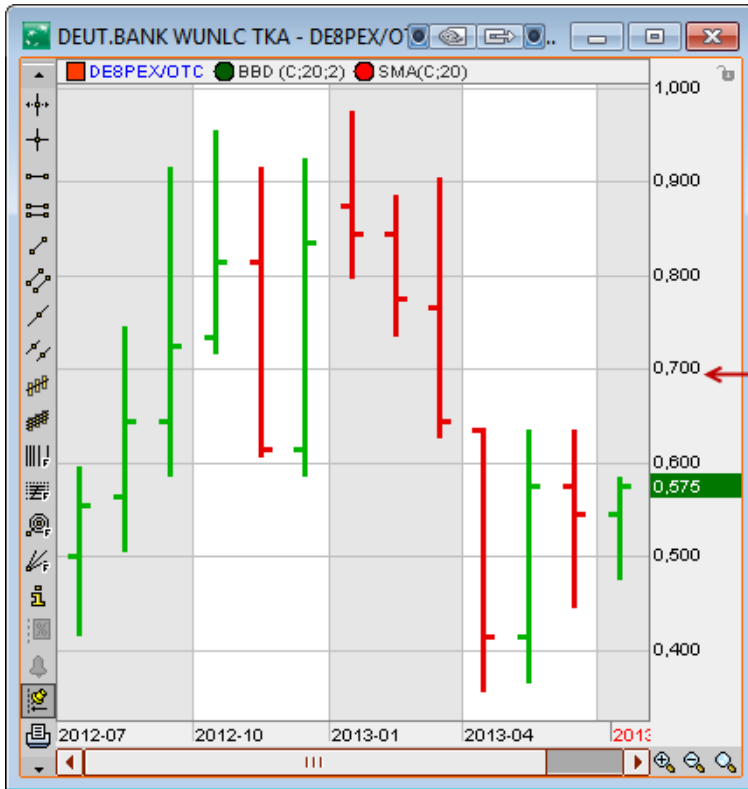 DEUT.BANK WUNLC TKA - DE8PEX/OT
DE8PEX/OTC BBD (C;20;2) SMA(C;20)
1,000
0,900
0,800
0,700
0,600
0,575
0,500
0,400
2012-07 2012-10 2013-01 2013-04 2013